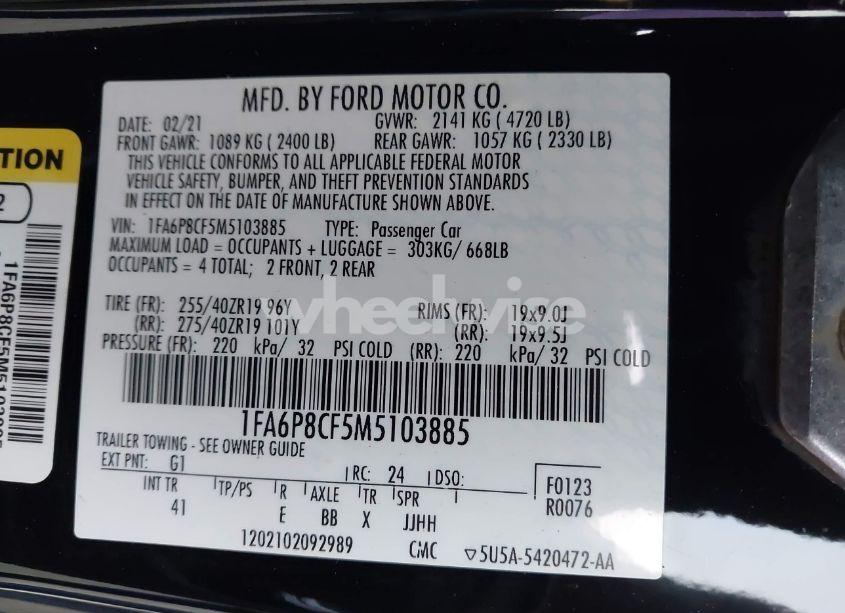 MFD. BY FORD MOTOR CO.
DATE: 02/21 GVWR: 2141 KG ( 4720 LB)
FRONT GAWR: 1089 KG ( 2400 LB) REAR GAWR: 1057 KG ( 2330 LB)
THIS VEHICLE CONFORMS TO ALL APPLICABLE FEDERAL MOTOR
VEHICLE SAFETY, BUMPER, AND THEFT PREVENTION STANDARDS
IN EFFECT ON THE DATE OF MANUFACTURE SHOWN ABOVE.
VIN: 1FA6P8CF5M5103885 TYPE: Passenger Car
MAXIMUM LOAD = OCCUPANTS + LUGGAGE = 303KG/ 668LB
OCCUPANTS = 4 TOTAL; 2 FRONT, 2 REAR
TIRE (FR): 255/40ZR19 96Y RIMS (FR): 19x9.0J
(RR): 275/40ZR19 101Y (RR): 19x9.5J
wheelwise
PRESSURE (FR): 220 kPa/ 32 PSI COLD (RR): 220 kPa/ 32 PSI COLD
1FA6P8CF5M5103885
TRAILER TOWING - SEE OWNER GUIDE
EXT PNT: G1 RC: 24 DSO:
INT TR TP/PS R AXLE TR SPR
41 E BB X JJHH
F0123
R0076
1202102092989 CMC 5U5A-5420472-AA
TION
2
1FA6P8CF5M5103885